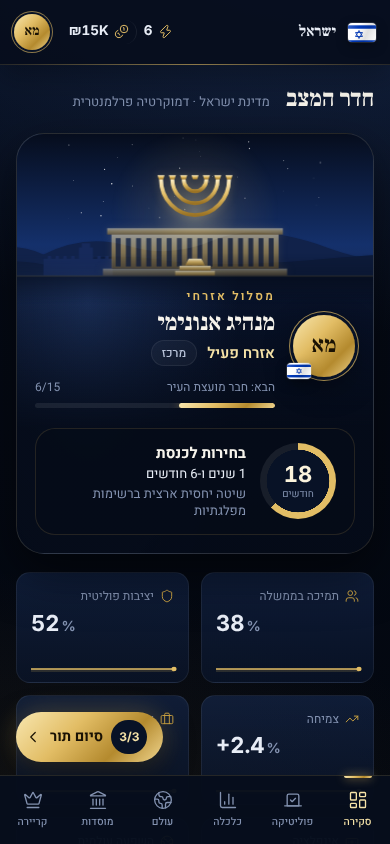 ישראל
6
₪15K
מא
חדר המצב
מדינת ישראל · דמוקרטיה פרלמנטרית
מסלול אזרחי
מנהיג אנונימי
אזרח פעיל
מרכז
מא
הבא: חבר מועצת העיר
6/15
18
חודשים
בחירות לכנסת
1 שנים ו-6 חודשים
שיטה יחסית ארצית ברשימות
מפלגתיות
תמיכה בממשלה
38%
יציבות פוליטית
52%
צמיחה
+2.4%
3/3
סיום תור
סקירה
פוליטיקה
כלכלה
עולם
מוסדות
קריירה